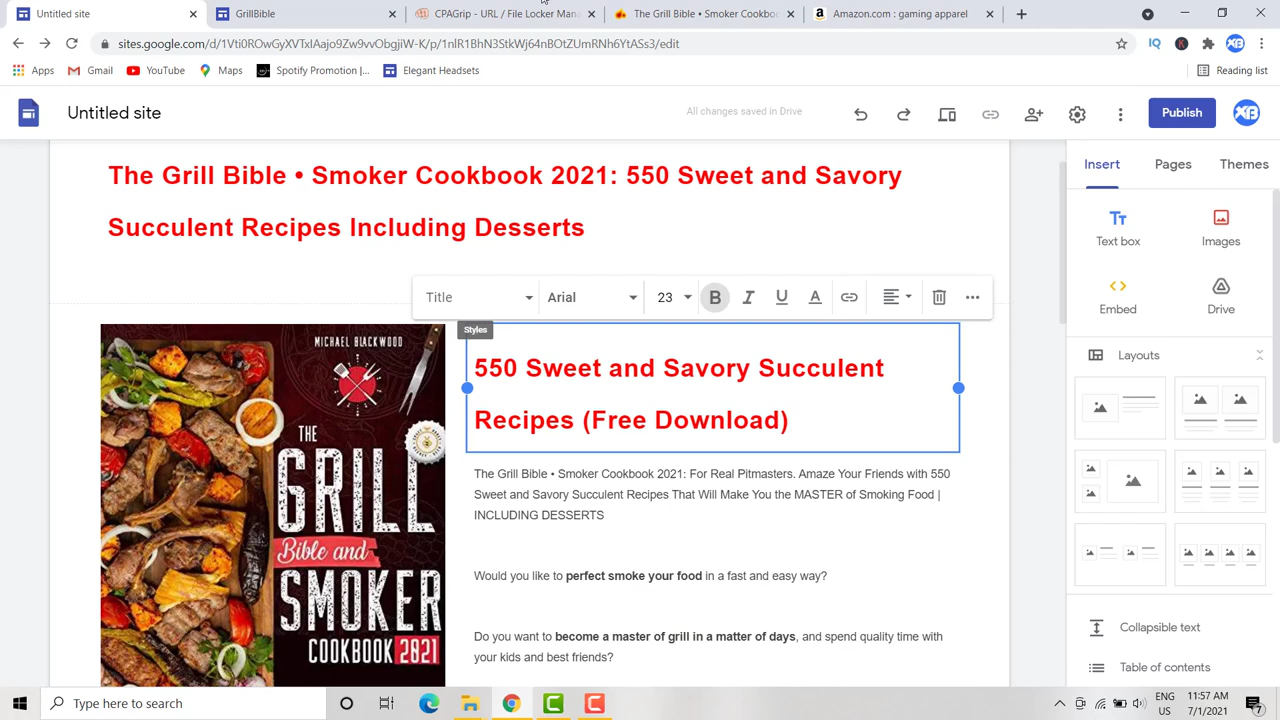 Untitled site
GrillBible
CPAGrip - URL / File Locker Man
The Grill Bible • Smoker Cookboo
Amazon.com : gaming apparel
sites.google.com/d/1Vti0ROwGyXVTxIAajo9Zw9vvObgjiW-K/p/1nIR1BhN3StkWj64nBOtZUmRNh6YtASs3/edit
Apps
Gmail
YouTube
Maps
Spotify Promotion |...
Elegant Headsets
Reading list
Untitled site
All changes saved in Drive
Publish
XB
The Grill Bible • Smoker Cookbook 2021: 550 Sweet and Savory
Succulent Recipes Including Desserts
Insert
Pages
Themes
Text box
Images
Embed
Drive
Layouts
Collapsible text
Table of contents
Title
Arial
23
B
I
U
A
Styles
550 Sweet and Savory Succulent
Recipes (Free Download)
The Grill Bible • Smoker Cookbook 2021: For Real Pitmasters. Amaze Your Friends with 550
Sweet and Savory Succulent Recipes That Will Make You the MASTER of Smoking Food |
INCLUDING DESSERTS
Would you like to perfect smoke your food in a fast and easy way?
Do you want to become a master of grill in a matter of days, and spend quality time with
your kids and best friends?
MICHAEL BLACKWOOD
THE
GRILL
Bible and
SMOKER
COOKBOOK 2021
Type here to search
ENG
US
11:57 AM
7/1/2021
7